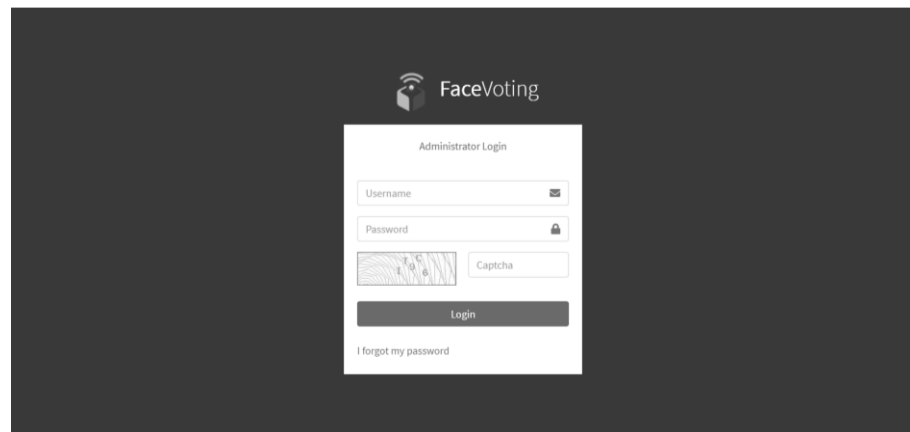 FaceVoting
Administrator Login
Username
Password
Captcha
Login
I forgot my password